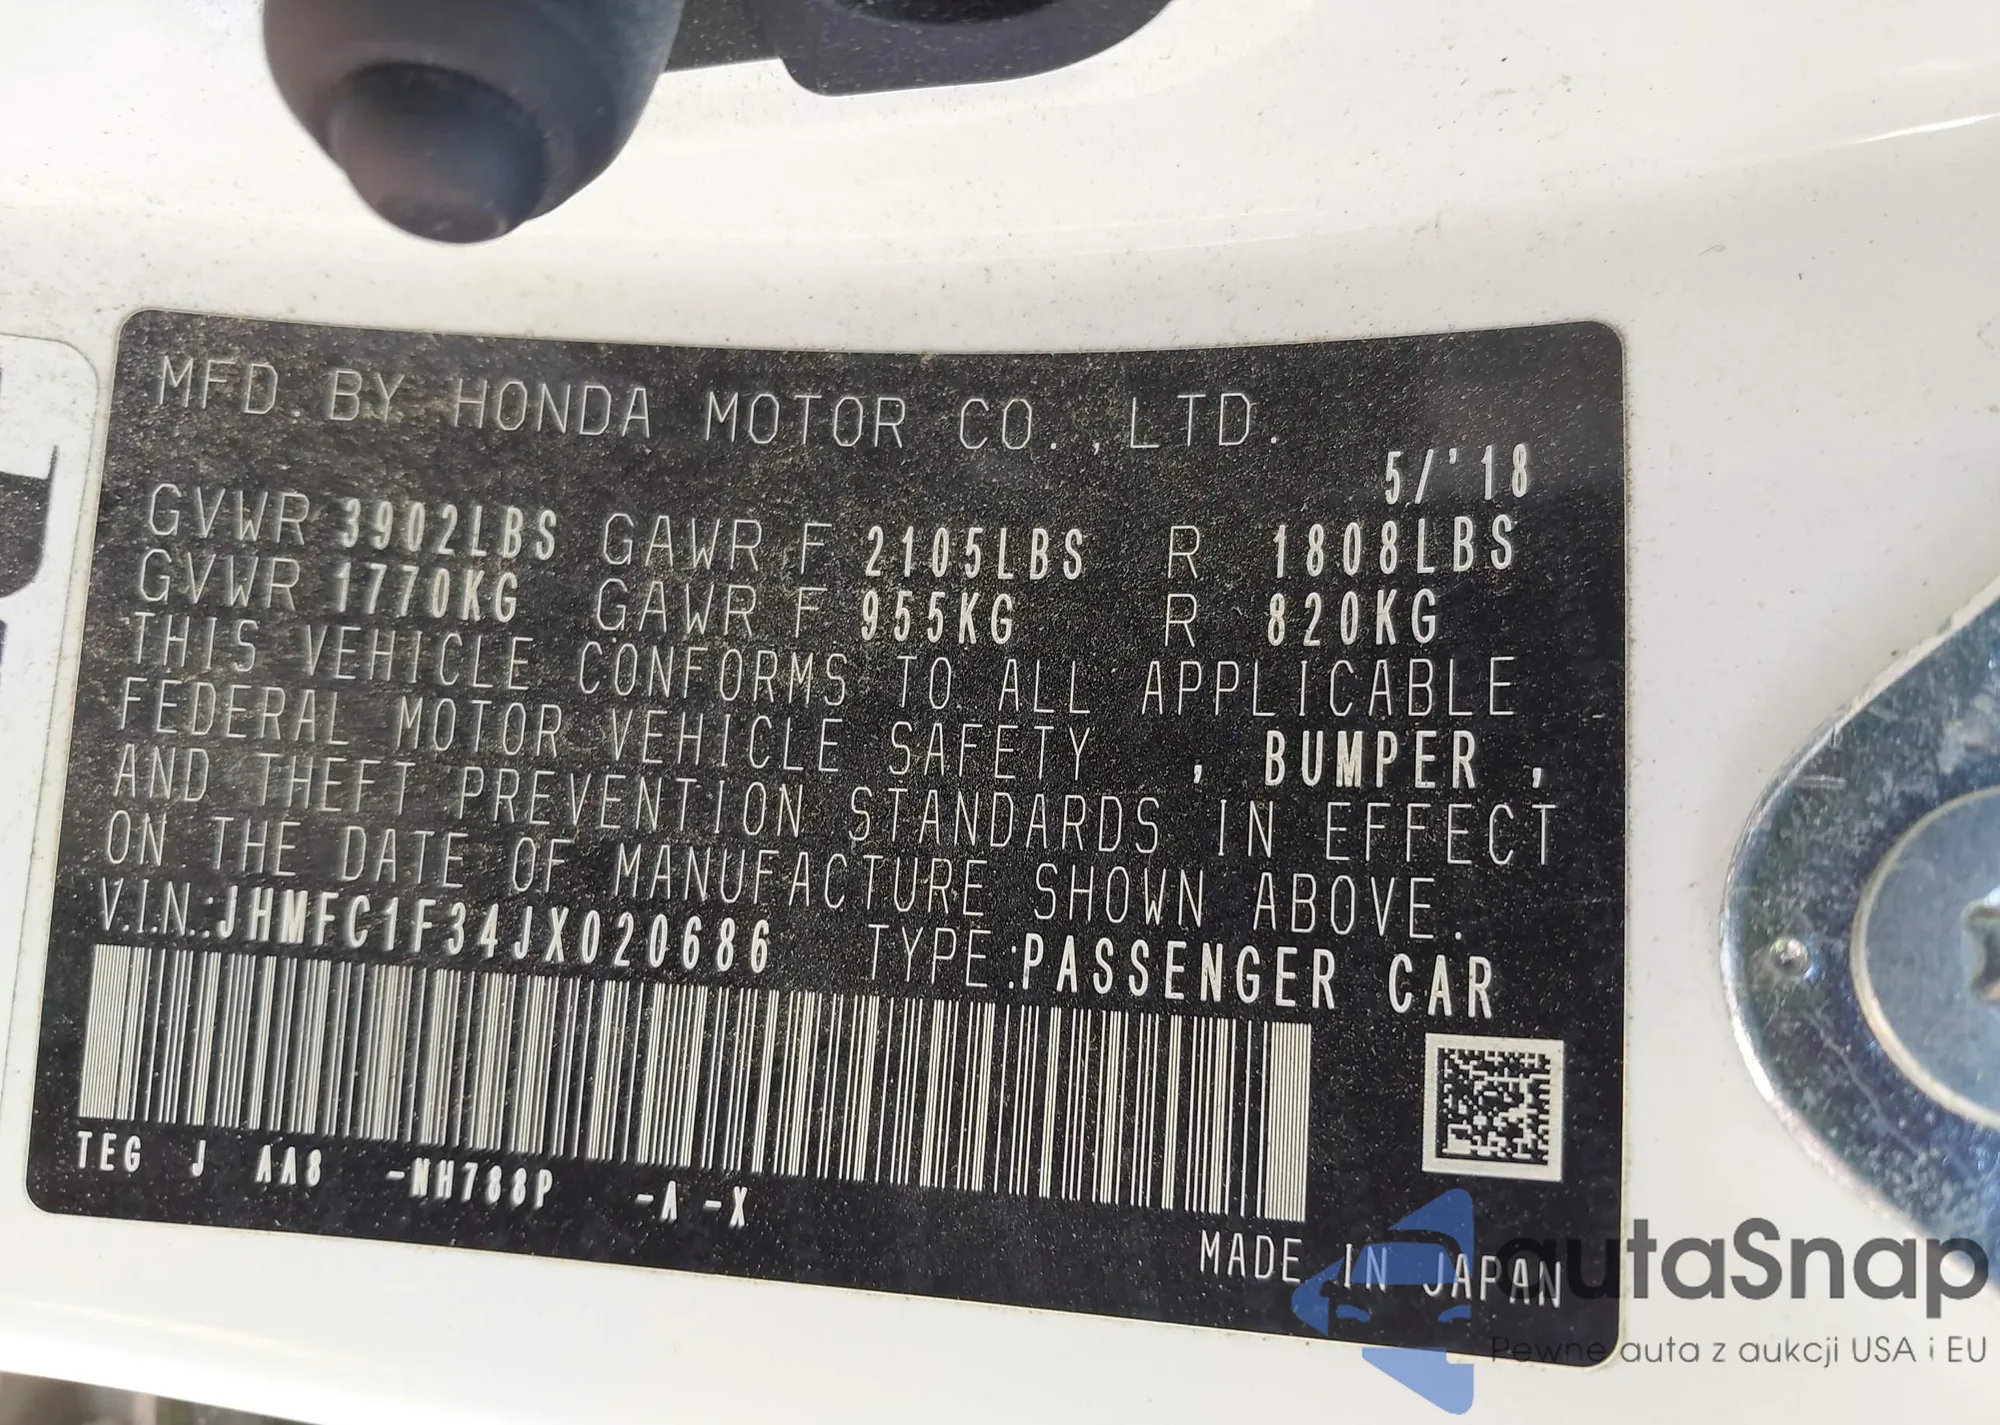 MFD BY HONDA MOTOR CO.,LTD.
5/'18
GVWR 3902LBS GAWR F 2105LBS R 1808LBS
GVWR 1770KG GAWR F 955KG R 820KG
THIS VEHICLE CONFORMS TO ALL APPLICABLE
FEDERAL MOTOR VEHICLE SAFETY , BUMPER ,
AND THEFT PREVENTION STANDARDS IN EFFECT
ON THE DATE OF MANUFACTURE SHOWN ABOVE.
V.I.N.:JHMFC1F34JX020686 TYPE:PASSENGER CAR
TEG J AA8 -NH788P -A -X
MADE IN JAPAN
autaSnap
Pewne auta z aukcji USA i EU